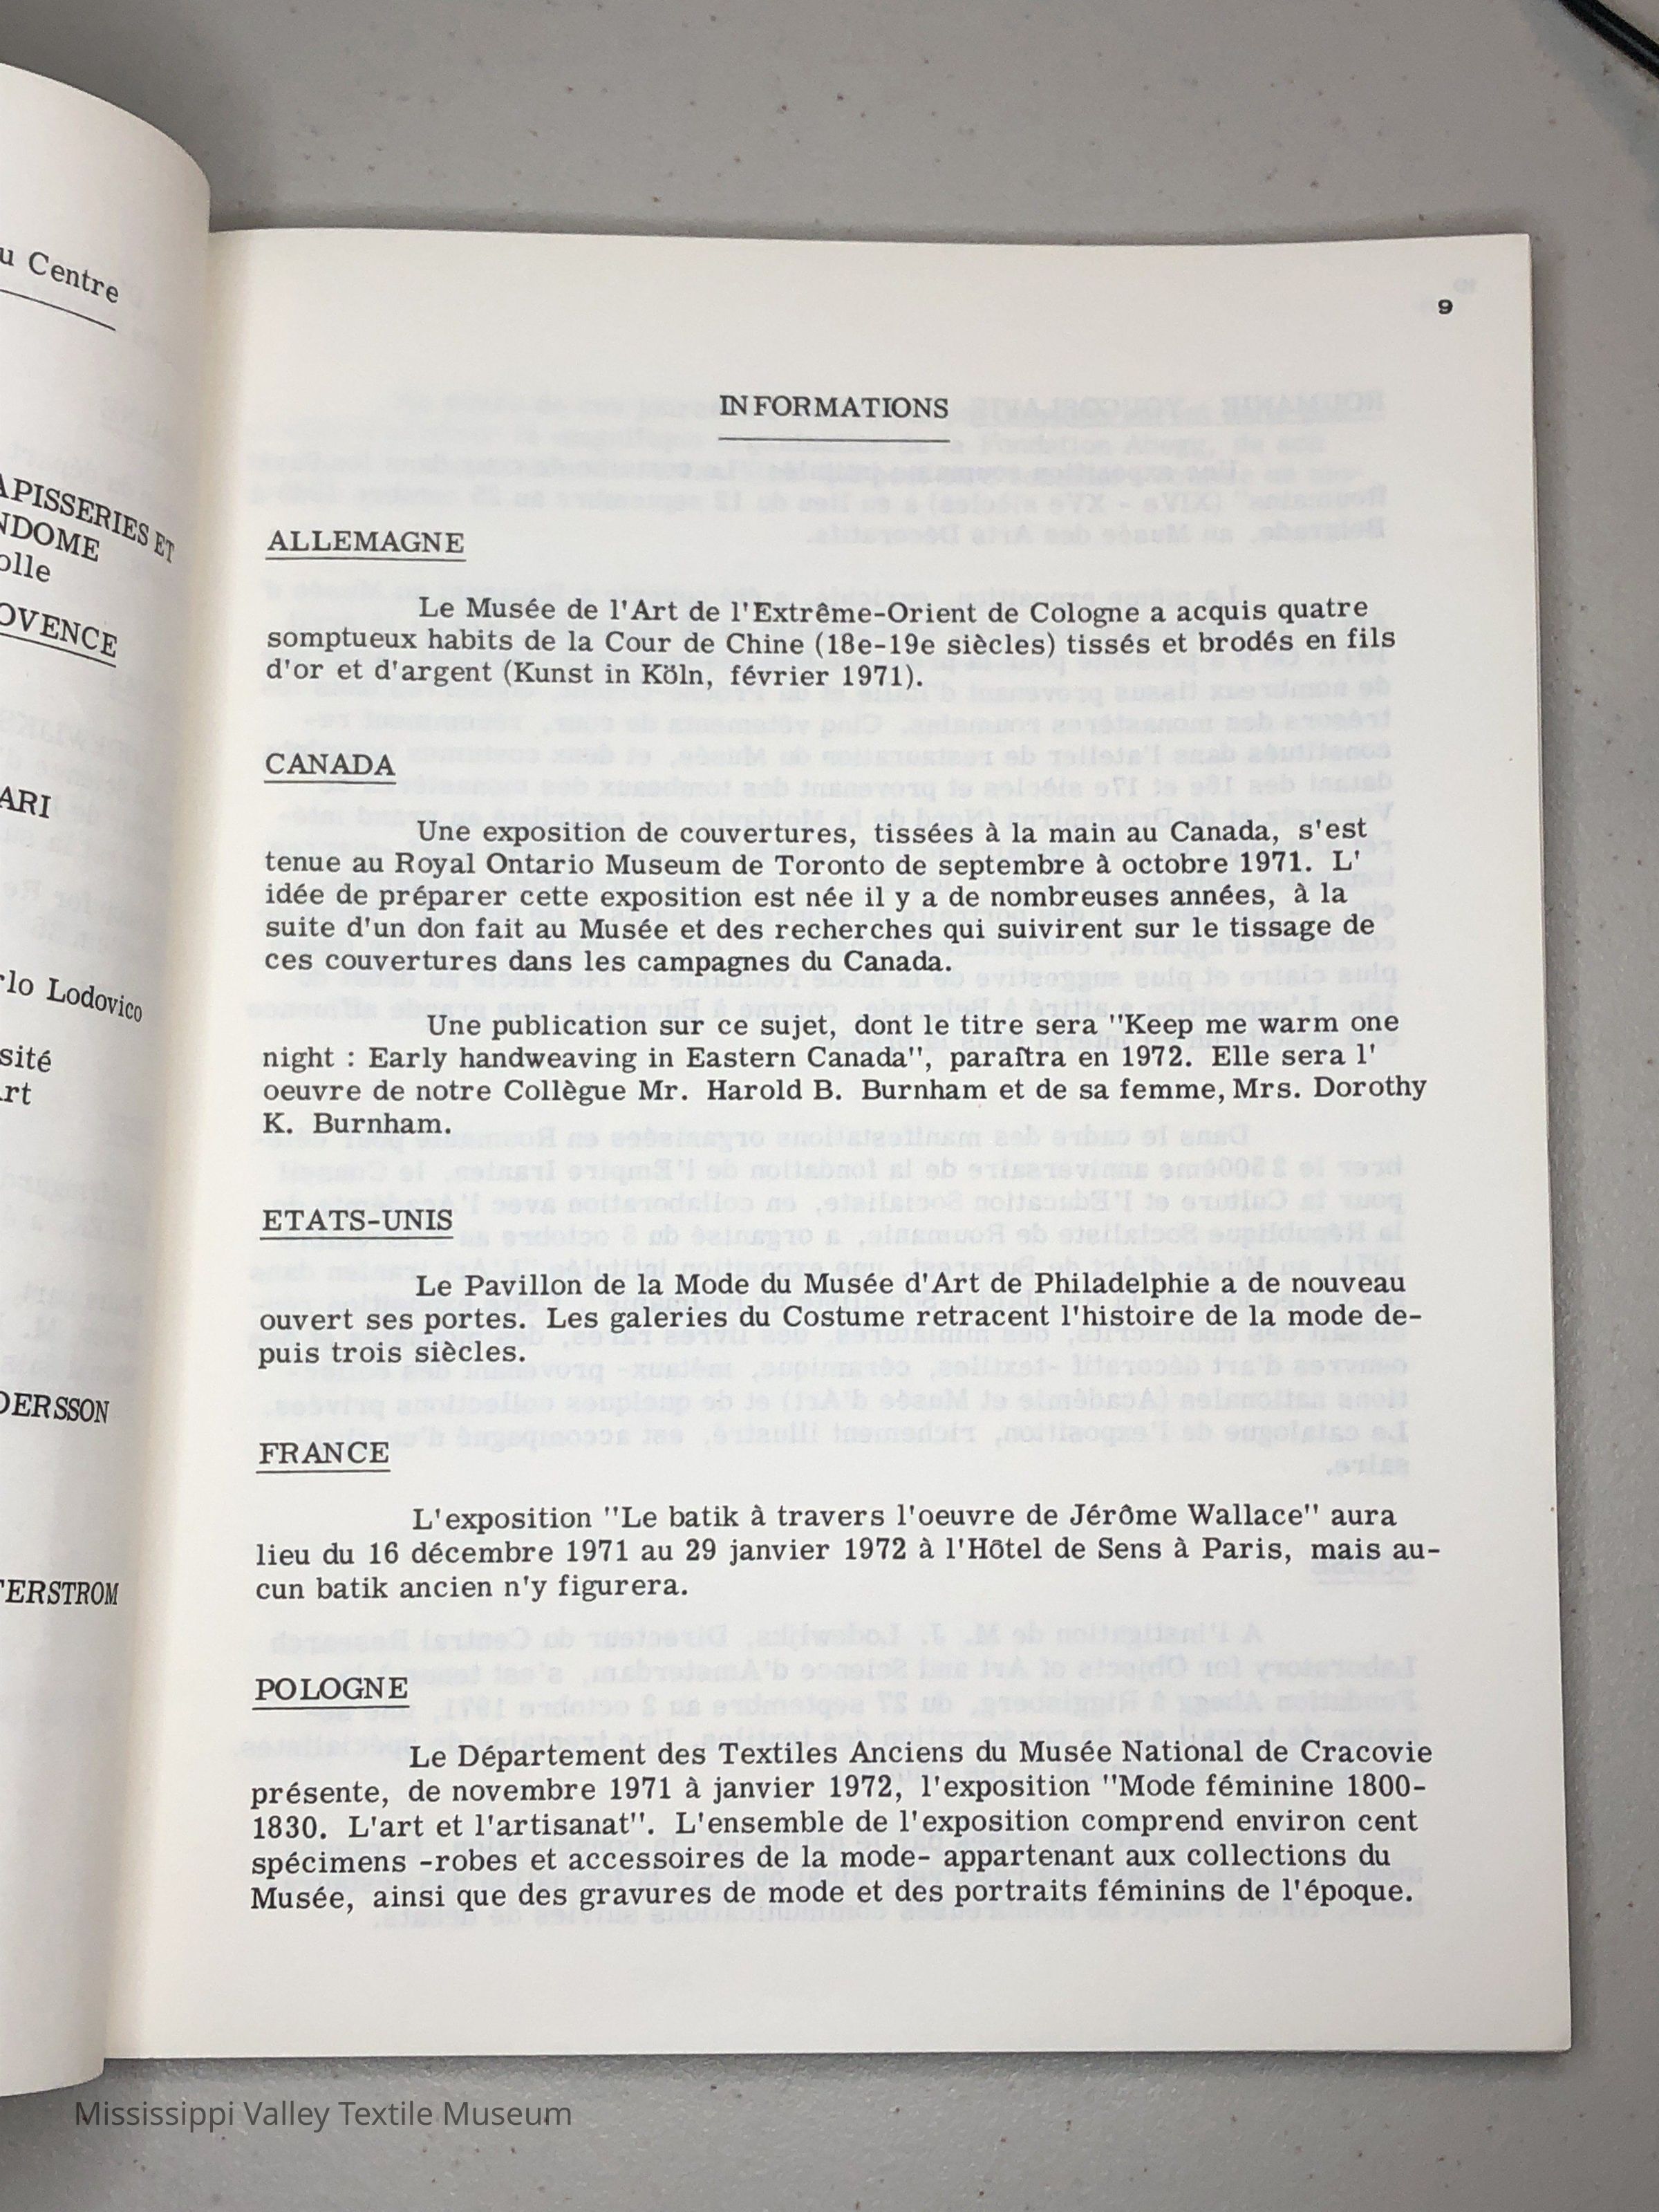 u Centre
APISSERIES ET
NDOME
olle
OVENCE
ARI
rlo Lodovico
sité
rt
DERSSON
TERSTROM
9
INFORMATIONS
ALLEMAGNE
Le Musée de l'Art de l'Extrême-Orient de Cologne a acquis quatre
somptueux habits de la Cour de Chine (18e-19e siècles) tissés et brodés en fils
d'or et d'argent (Kunst in Köln, février 1971).
CANADA
Une exposition de couvertures, tissées à la main au Canada, s'est
tenue au Royal Ontario Museum de Toronto de septembre à octobre 1971. L'
idée de préparer cette exposition est née il y a de nombreuses années, à la
suite d'un don fait au Musée et des recherches qui suivirent sur le tissage de
ces couvertures dans les campagnes du Canada.
Une publication sur ce sujet, dont le titre sera "Keep me warm one
night : Early handweaving in Eastern Canada", paraîtra en 1972. Elle sera l'
oeuvre de notre Collègue Mr. Harold B. Burnham et de sa femme, Mrs. Dorothy
K. Burnham.
ETATS-UNIS
Le Pavillon de la Mode du Musée d'Art de Philadelphie a de nouveau
ouvert ses portes. Les galeries du Costume retracent l'histoire de la mode de-
puis trois siècles.
FRANCE
L'exposition "Le batik à travers l'oeuvre de Jérôme Wallace" aura
lieu du 16 décembre 1971 au 29 janvier 1972 à l'Hôtel de Sens à Paris, mais au-
cun batik ancien n'y figurera.
POLOGNE
Le Département des Textiles Anciens du Musée National de Cracovie
présente, de novembre 1971 à janvier 1972, l'exposition "Mode féminine 1800-
1830. L'art et l'artisanat". L'ensemble de l'exposition comprend environ cent
spécimens -robes et accessoires de la mode- appartenant aux collections du
Musée, ainsi que des gravures de mode et des portraits féminins de l'époque.
Mississippi Valley Textile Museum